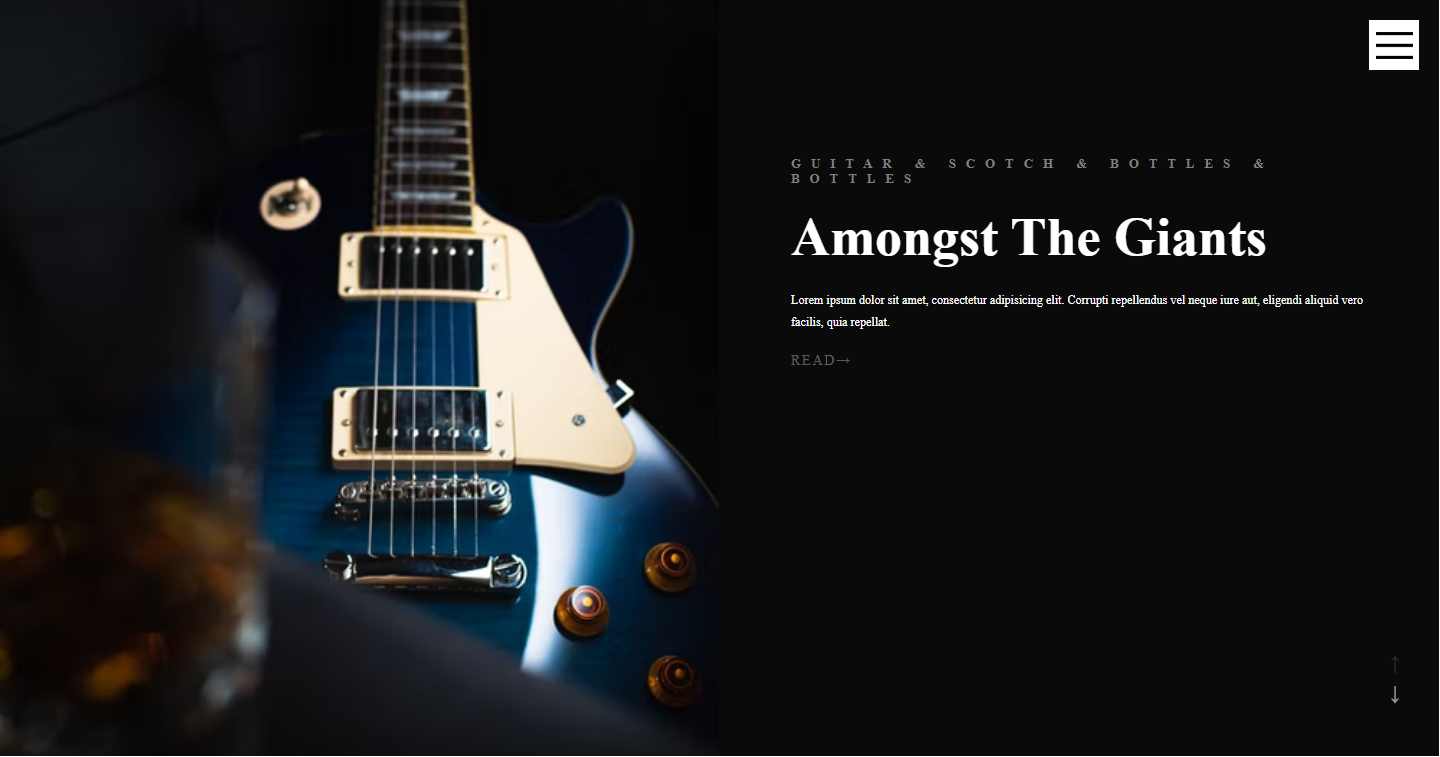 GUITAR & SCOTCH & BOTTLES &
BOTTLES
Amongst The Giants
Lorem ipsum dolor sit amet, consectetur adipisicing elit. Corrupti repellendus vel neque iure aut, eligendi aliquid vero
facilis, quia repellat.
READ→
↑
↓